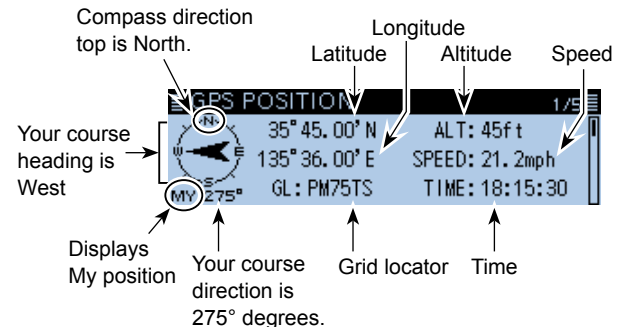 Compass direction
top is North.
Longitude
Latitude
Altitude
Speed
GPS POSITION 1/5
N
35°45.00'N ALT: 45ft
W E
135°36.00'E SPEED: 21.2mph
S
MY 275° GL: PM75TS TIME: 18:15:30
Your course
heading is
West
Displays
My position
Your course
direction is
275° degrees.
Grid locator
Time